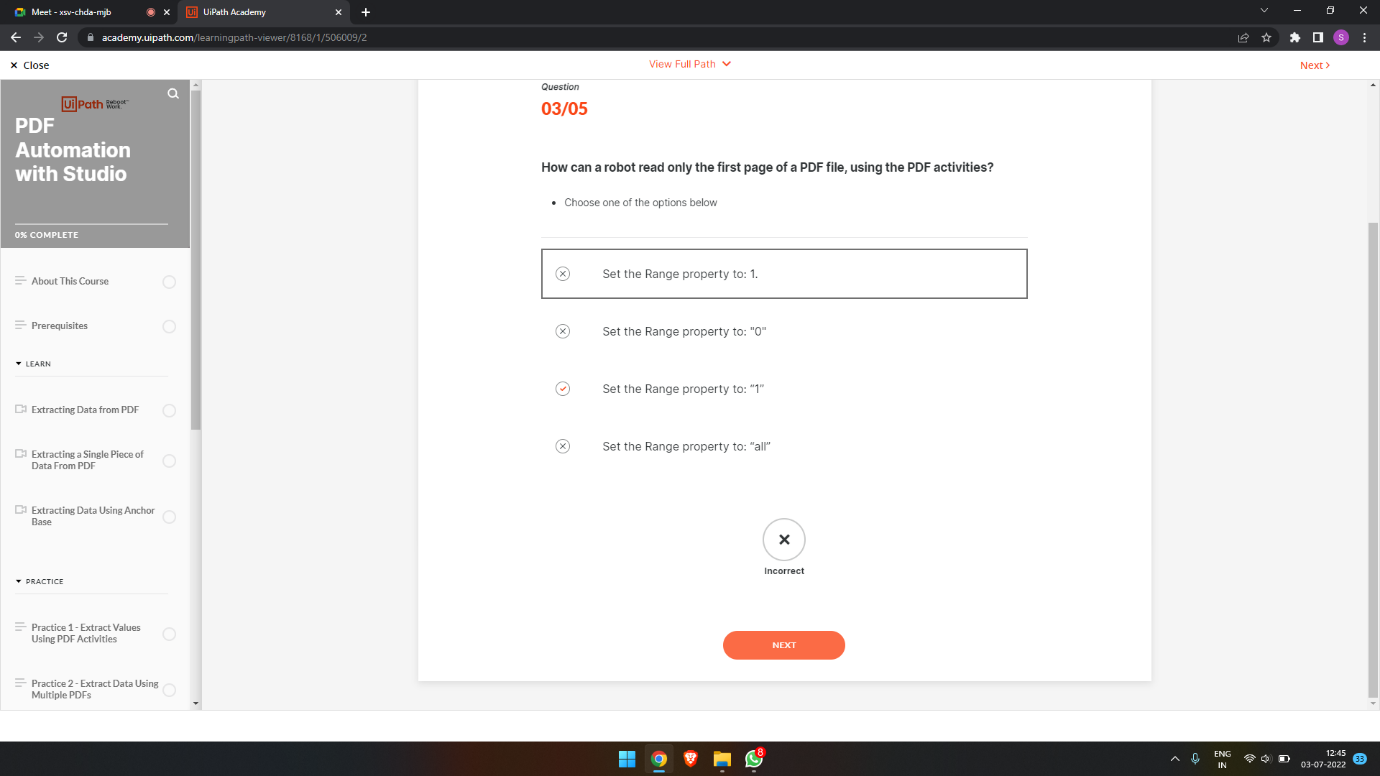 Meet - xsv-chda-mjb
UiPath Academy
academy.uipath.com/learningpath-viewer/8168/1/506009/2
S
Close
View Full Path
Next
UiPath Reboot Work.
PDF
Automation
with Studio
0% COMPLETE
About This Course
Prerequisites
LEARN
Extracting Data from PDF
Extracting a Single Piece of
Data From PDF
Extracting Data Using Anchor
Base
PRACTICE
Practice 1 - Extract Values
Using PDF Activities
Practice 2 - Extract Data Using
Multiple PDFs
Question
03/05
How can a robot read only the first page of a PDF file, using the PDF activities?
Choose one of the options below
Set the Range property to: 1.
Set the Range property to: "0"
Set the Range property to: “1”
Set the Range property to: “all”
Incorrect
NEXT
8
ENG
IN
12:45
03-07-2022
33